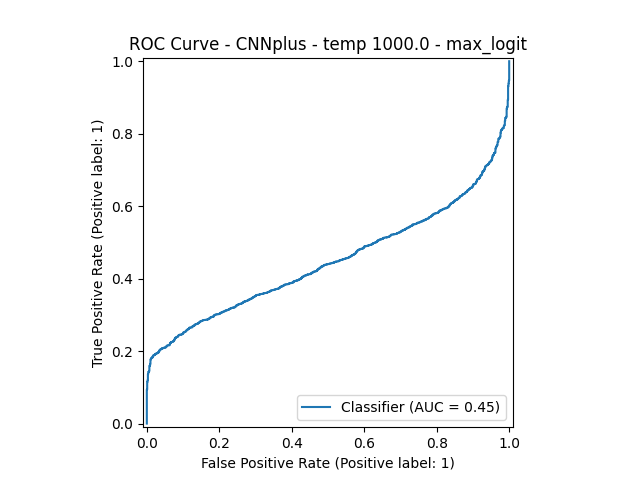 ROC Curve - CNNplus - temp 1000.0 - max_logit
1.0
0.8
0.6
0.4
0.2
0.0
True Positive Rate (Positive label: 1)
Classifier (AUC = 0.45)
0.0 0.2 0.4 0.6 0.8 1.0
False Positive Rate (Positive label: 1)